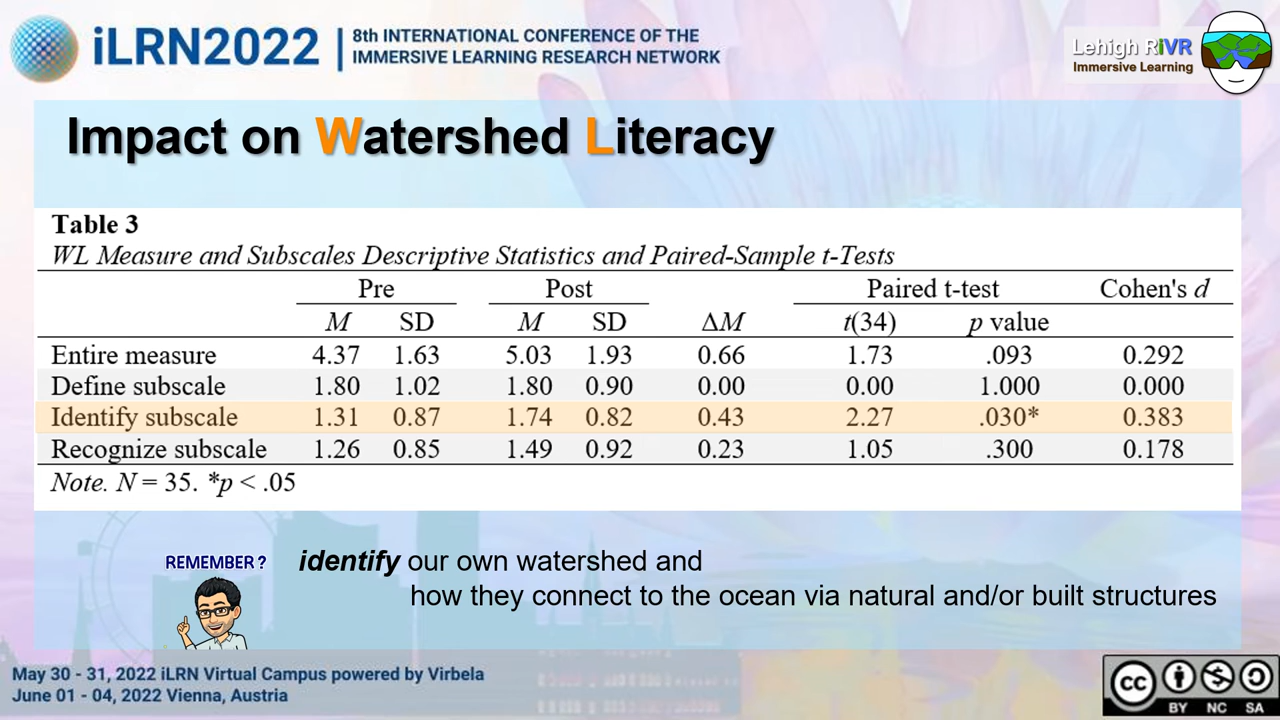 iLRN2022
8th INTERNATIONAL CONFERENCE OF THE
IMMERSIVE LEARNING RESEARCH NETWORK
Lehigh RiVR
Immersive Learning
Impact on Watershed Literacy
Table 3
WL Measure and Subscales Descriptive Statistics and Paired-Sample t-Tests
Pre Post Paired t-test Cohen's d
M SD M SD ΔM t(34) p value
Entire measure 4.37 1.63 5.03 1.93 0.66 1.73 .093 0.292
Define subscale 1.80 1.02 1.80 0.90 0.00 0.00 1.000 0.000
Identify subscale 1.31 0.87 1.74 0.82 0.43 2.27 .030* 0.383
Recognize subscale 1.26 0.85 1.49 0.92 0.23 1.05 .300 0.178
Note. N = 35. *p < .05
REMEMBER?
identify our own watershed and
how they connect to the ocean via natural and/or built structures
May 30 - 31, 2022 iLRN Virtual Campus powered by Virbela
June 01 - 04, 2022 Vienna, Austria
cc
BY NC SA